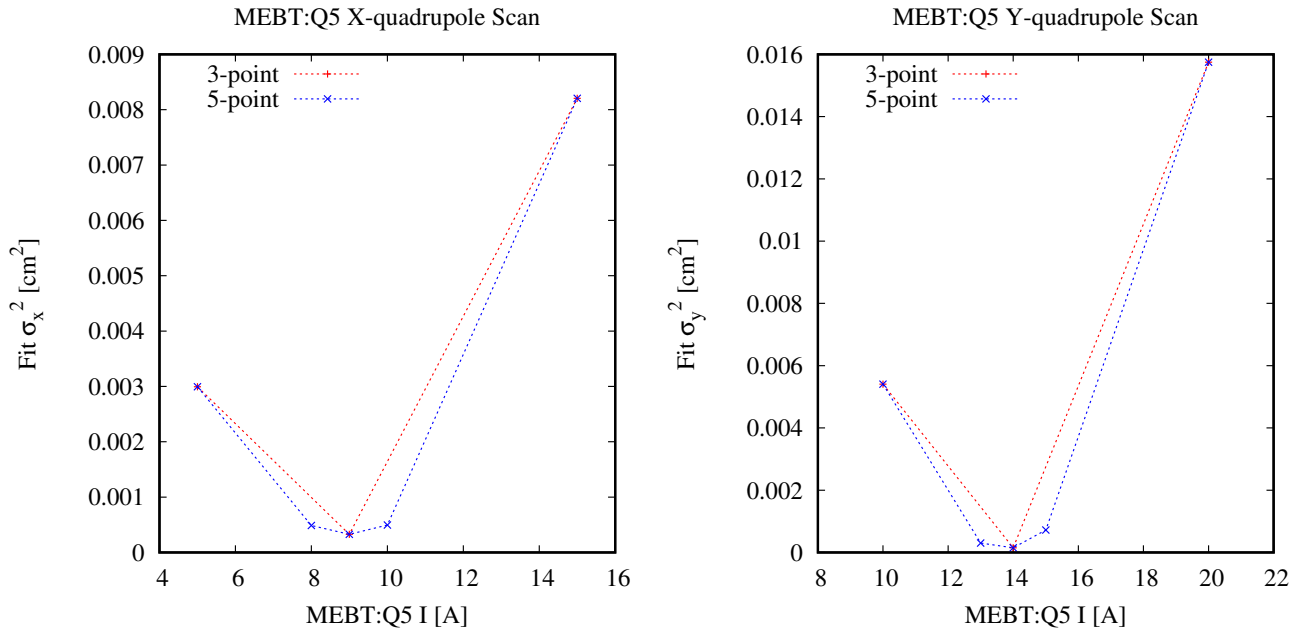 MEBT:Q5 X-quadrupole Scan
0.009
0.008
0.007
0.006
0.005
0.004
0.003
0.002
0.001
0
4 6 8 10 12 14 16
Fit σx² [cm²]
MEBT:Q5 I [A]
3-point
5-point
MEBT:Q5 Y-quadrupole Scan
0.016
0.014
0.012
0.01
0.008
0.006
0.004
0.002
0
8 10 12 14 16 18 20 22
Fit σy² [cm²]
MEBT:Q5 I [A]
3-point
5-point